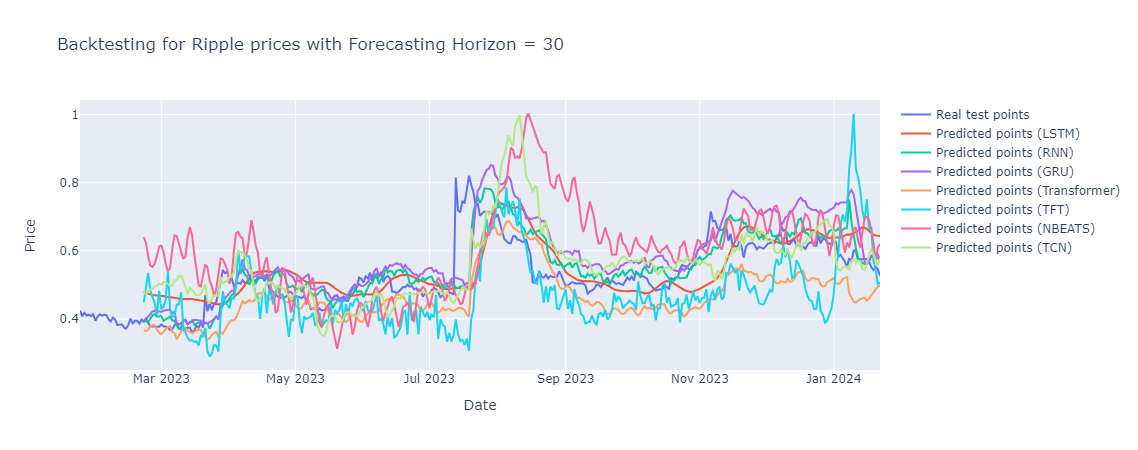 Backtesting for Ripple prices with Forecasting Horizon = 30
1
0.8
0.6
0.4
Price
Mar 2023
May 2023
Jul 2023
Sep 2023
Nov 2023
Jan 2024
Date
Real test points
Predicted points (LSTM)
Predicted points (RNN)
Predicted points (GRU)
Predicted points (Transformer)
Predicted points (TFT)
Predicted points (NBEATS)
Predicted points (TCN)